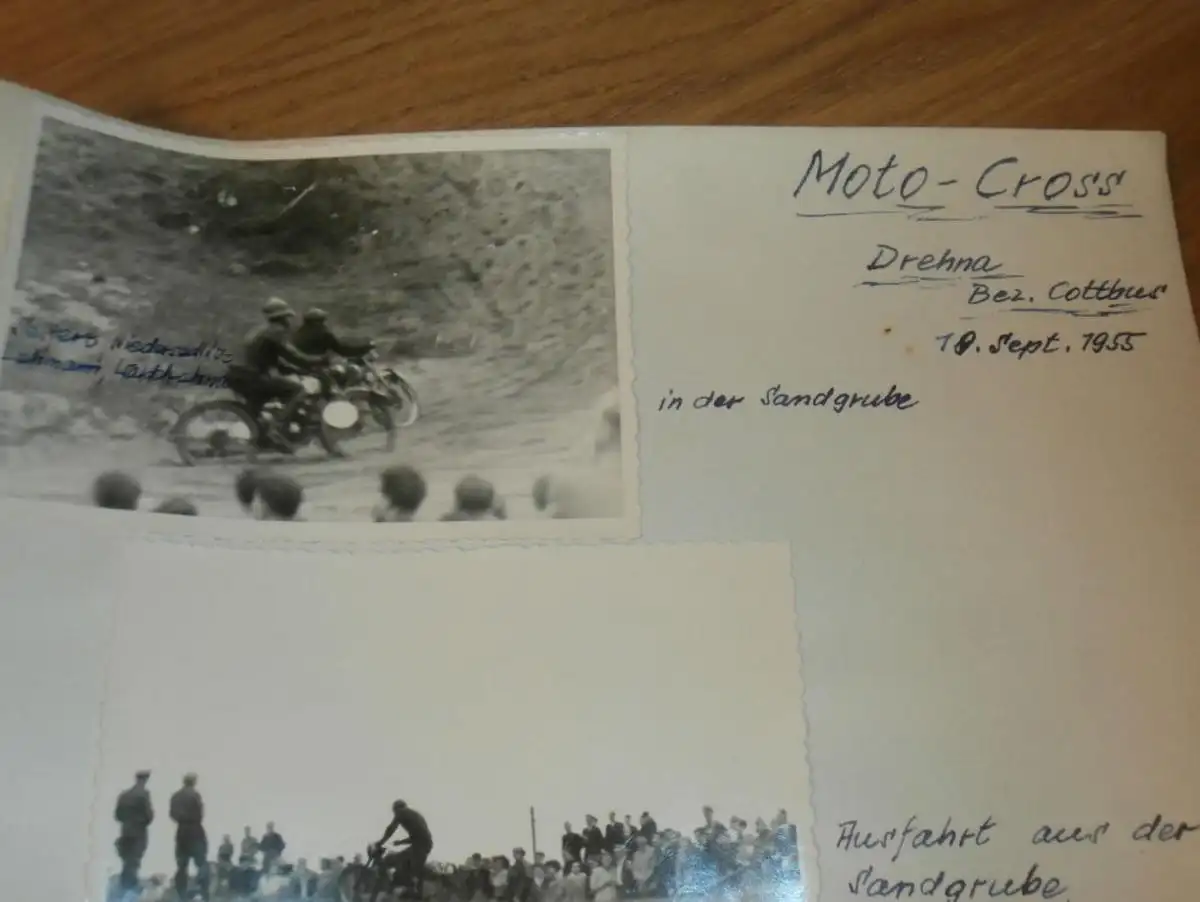 Moto-Cross
Drehna
Bez. Cottbus
18. Sept. 1955
in der Sandgrube
Ausfahrt aus der
Sandgrube